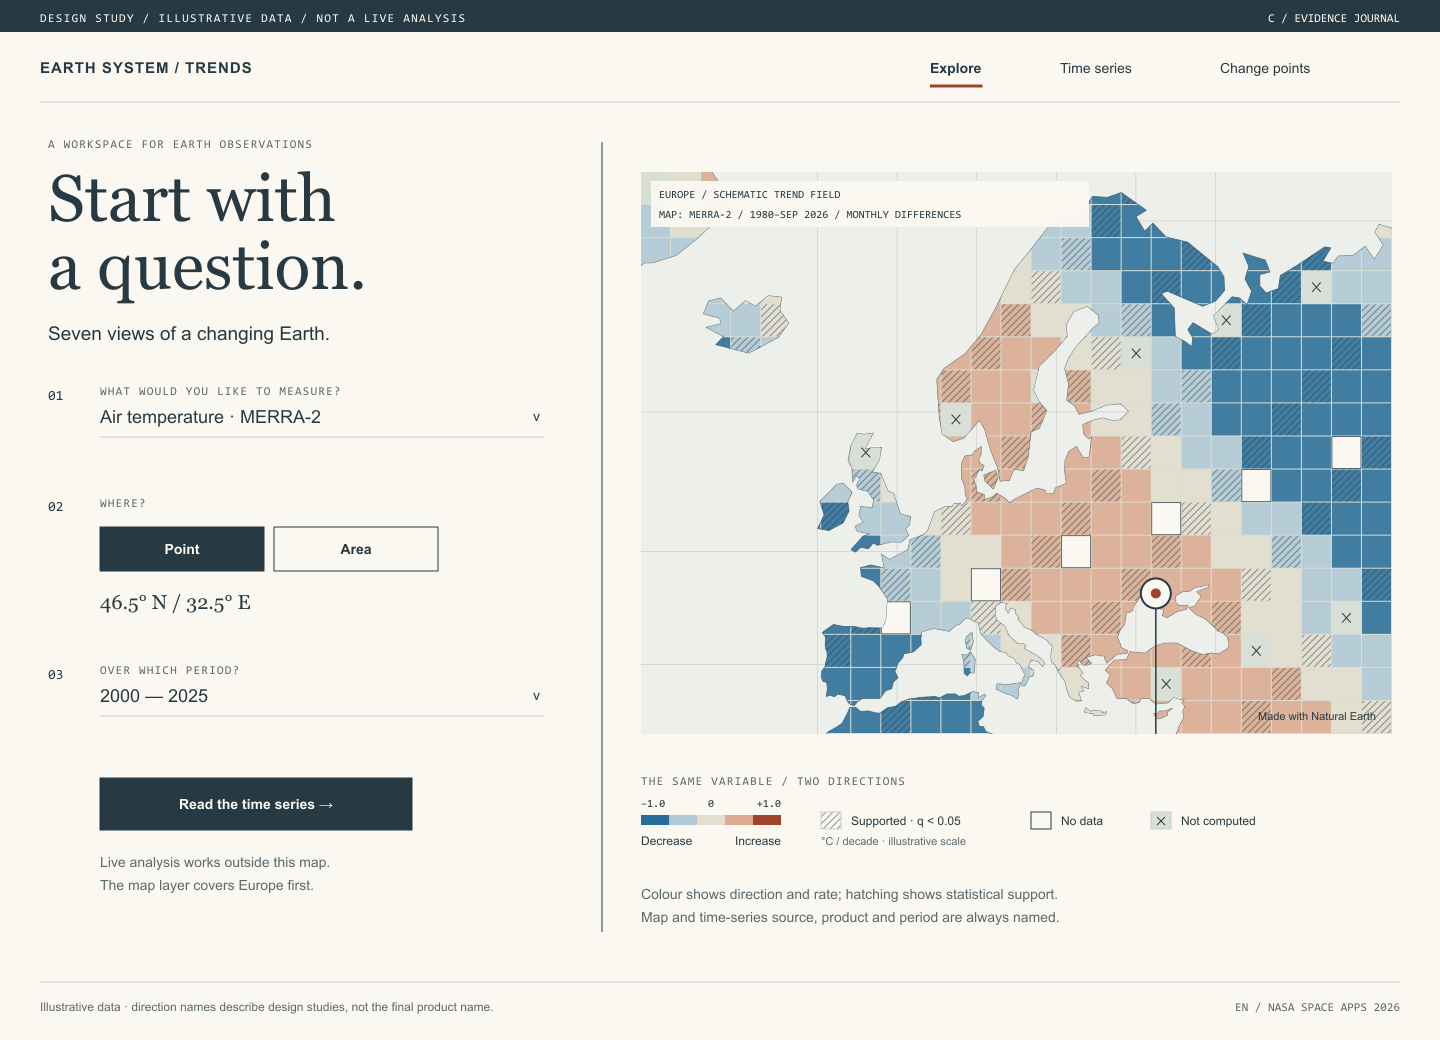 DESIGN STUDY / ILLUSTRATIVE DATA / NOT A LIVE ANALYSIS
C / EVIDENCE JOURNAL
EARTH SYSTEM / TRENDS
Explore
Time series
Change points
A WORKSPACE FOR EARTH OBSERVATIONS
Start with
a question.
Seven views of a changing Earth.
01
WHAT WOULD YOU LIKE TO MEASURE?
Air temperature · MERRA-2
v
02
WHERE?
Point
Area
46.5° N / 32.5° E
03
OVER WHICH PERIOD?
2000 — 2025
v
Read the time series →
Live analysis works outside this map.
The map layer covers Europe first.
EUROPE / SCHEMATIC TREND FIELD
MAP: MERRA-2 / 1980–SEP 2026 / MONTHLY DIFFERENCES
Made with Natural Earth
THE SAME VARIABLE / TWO DIRECTIONS
−1.0 0 +1.0
Decrease Increase
Supported · q < 0.05
°C / decade · illustrative scale
No data
Not computed
Colour shows direction and rate; hatching shows statistical support.
Map and time-series source, product and period are always named.
Illustrative data · direction names describe design studies, not the final product name.
EN / NASA SPACE APPS 2026